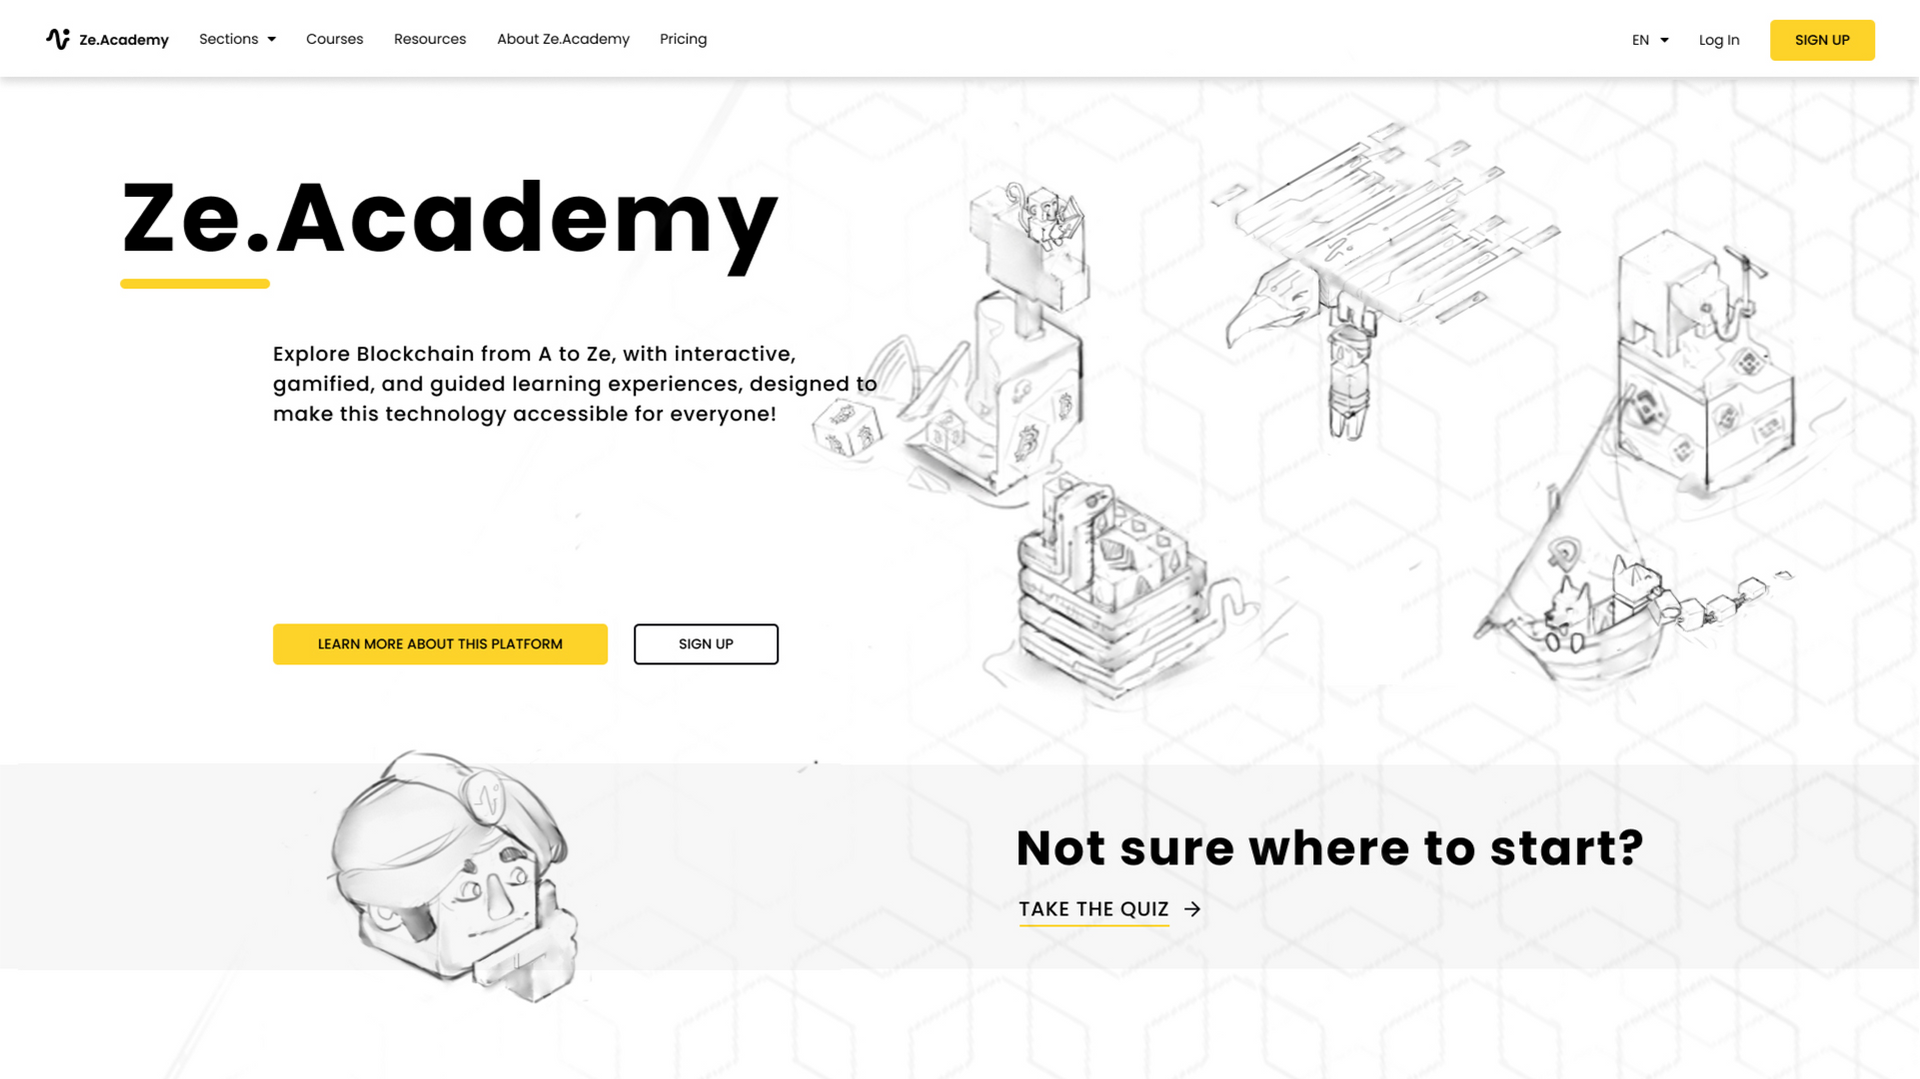 Ze.Academy
Sections
Courses
Resources
About Ze.Academy
Pricing
EN
Log In
SIGN UP
Ze.Academy
Explore Blockchain from A to Ze, with interactive,
gamified, and guided learning experiences, designed to
make this technology accessible for everyone!
LEARN MORE ABOUT THIS PLATFORM
SIGN UP
Not sure where to start?
TAKE THE QUIZ